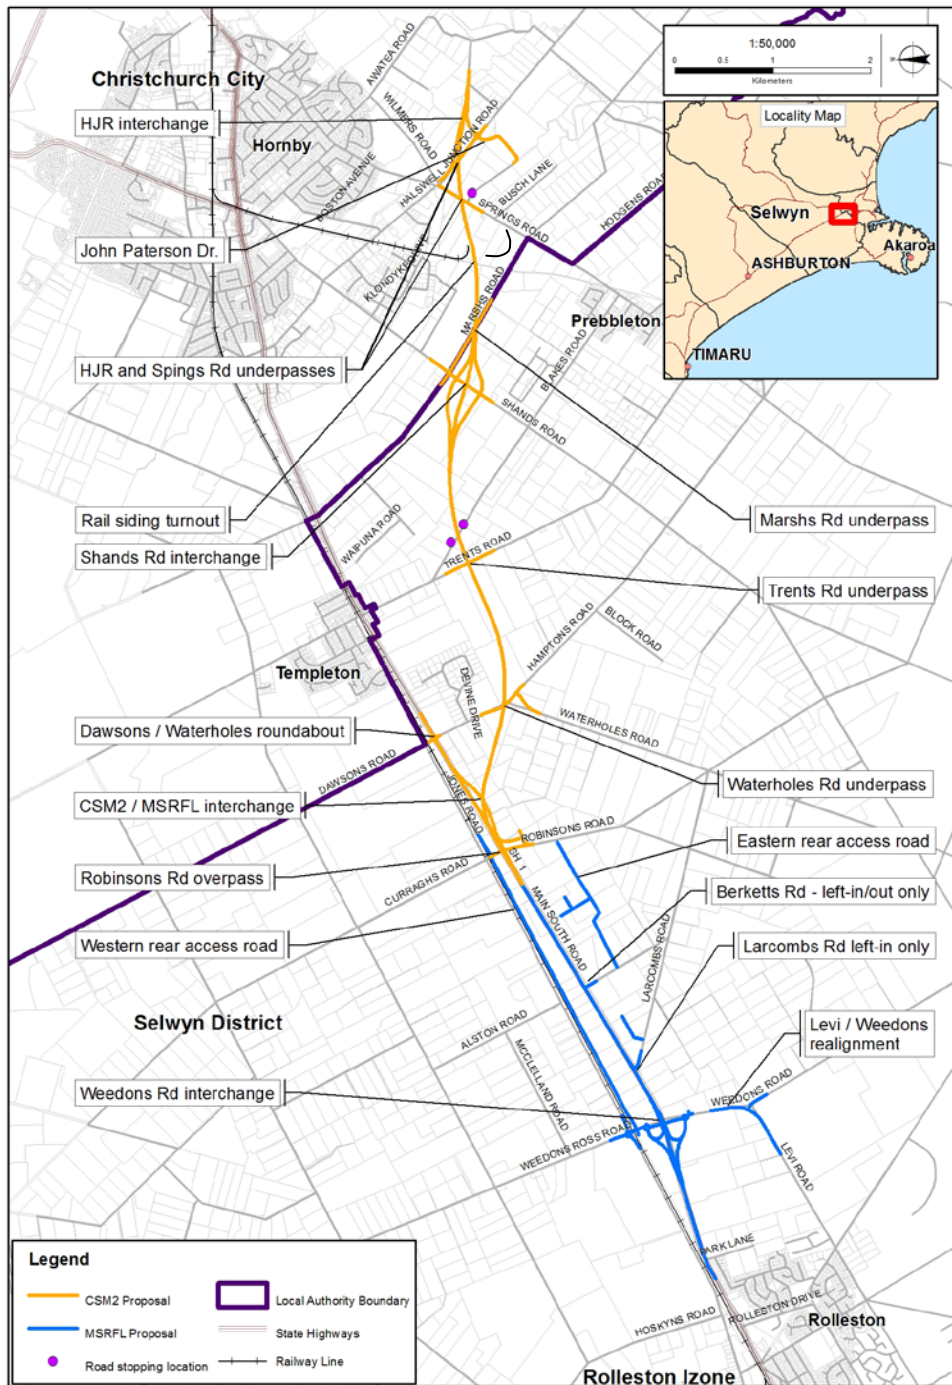 1:50,000
0
0.5
1
2
Kilometers
N
Locality Map
Selwyn
Akaroa
ASHBURTON
TIMARU
Christchurch City
AWATEA ROAD
HJR interchange
WILMERS ROAD
Hornby
HALSWELL JUNCTION ROAD
BOSTON AVENUE
BUSCH LANE
SPRINGS ROAD
HODGENS ROAD
John Paterson Dr.
KLONDYKE DRIVE
MARSHS ROAD
Prebbleton
HJR and Spings Rd underpasses
BLAKES ROAD
SHANDS ROAD
Rail siding turnout
Marshs Rd underpass
WAIPUNA ROAD
Shands Rd interchange
TRENTS ROAD
Trents Rd underpass
HAMPTONS ROAD
BLOCK ROAD
Templeton
DEVINE DRIVE
WATERHOLES ROAD
Dawsons / Waterholes roundabout
DAWSONS ROAD
Waterholes Rd underpass
JONES ROAD
CSM2 / MSRFL interchange
ROBINSONS ROAD
Eastern rear access road
SH 1
CURRAGHS ROAD
Robinsons Rd overpass
Berketts Rd - left-in/out only
MAIN SOUTH ROAD
Western rear access road
Larcombs Rd left-in only
LARCOMBS ROAD
Selwyn District
ALSTON ROAD
Levi / Weedons
realignment
MCCLELLAND ROAD
Weedons Rd interchange
WEEDONS ROAD
WEEDONS ROSS ROAD
LEVI ROAD
PARK LANE
Legend
CSM2 Proposal
Local Authority Boundary
MSRFL Proposal
State Highways
Road stopping location
Railway Line
HOSKYNS ROAD
ROLLESTON DRIVE
Rolleston
Rolleston Izone